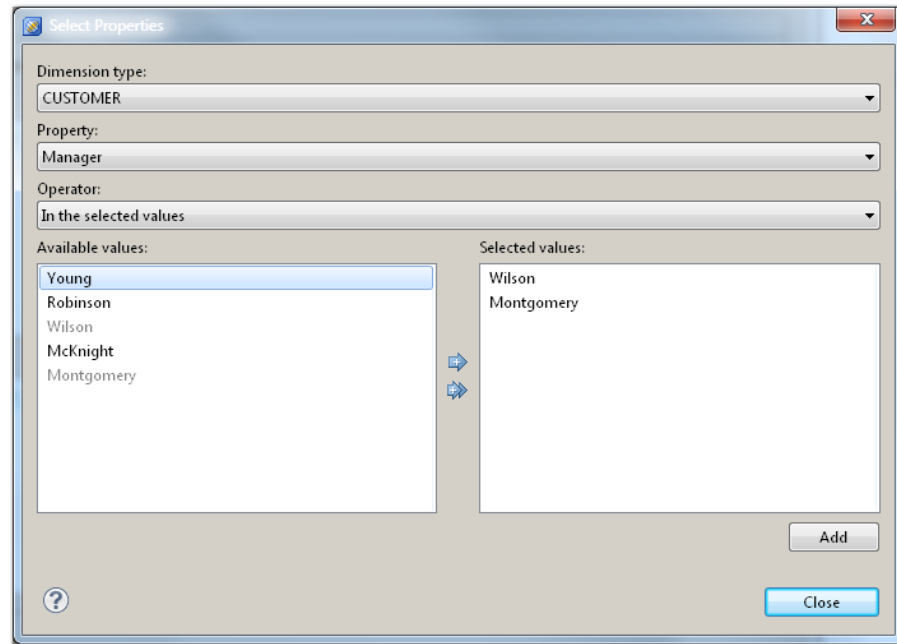 Select Properties
x
Dimension type:
CUSTOMER
Property:
Manager
Operator:
In the selected values
Available values:
Young
Robinson
Wilson
McKnight
Montgomery
Selected values:
Wilson
Montgomery
Add
?
Close